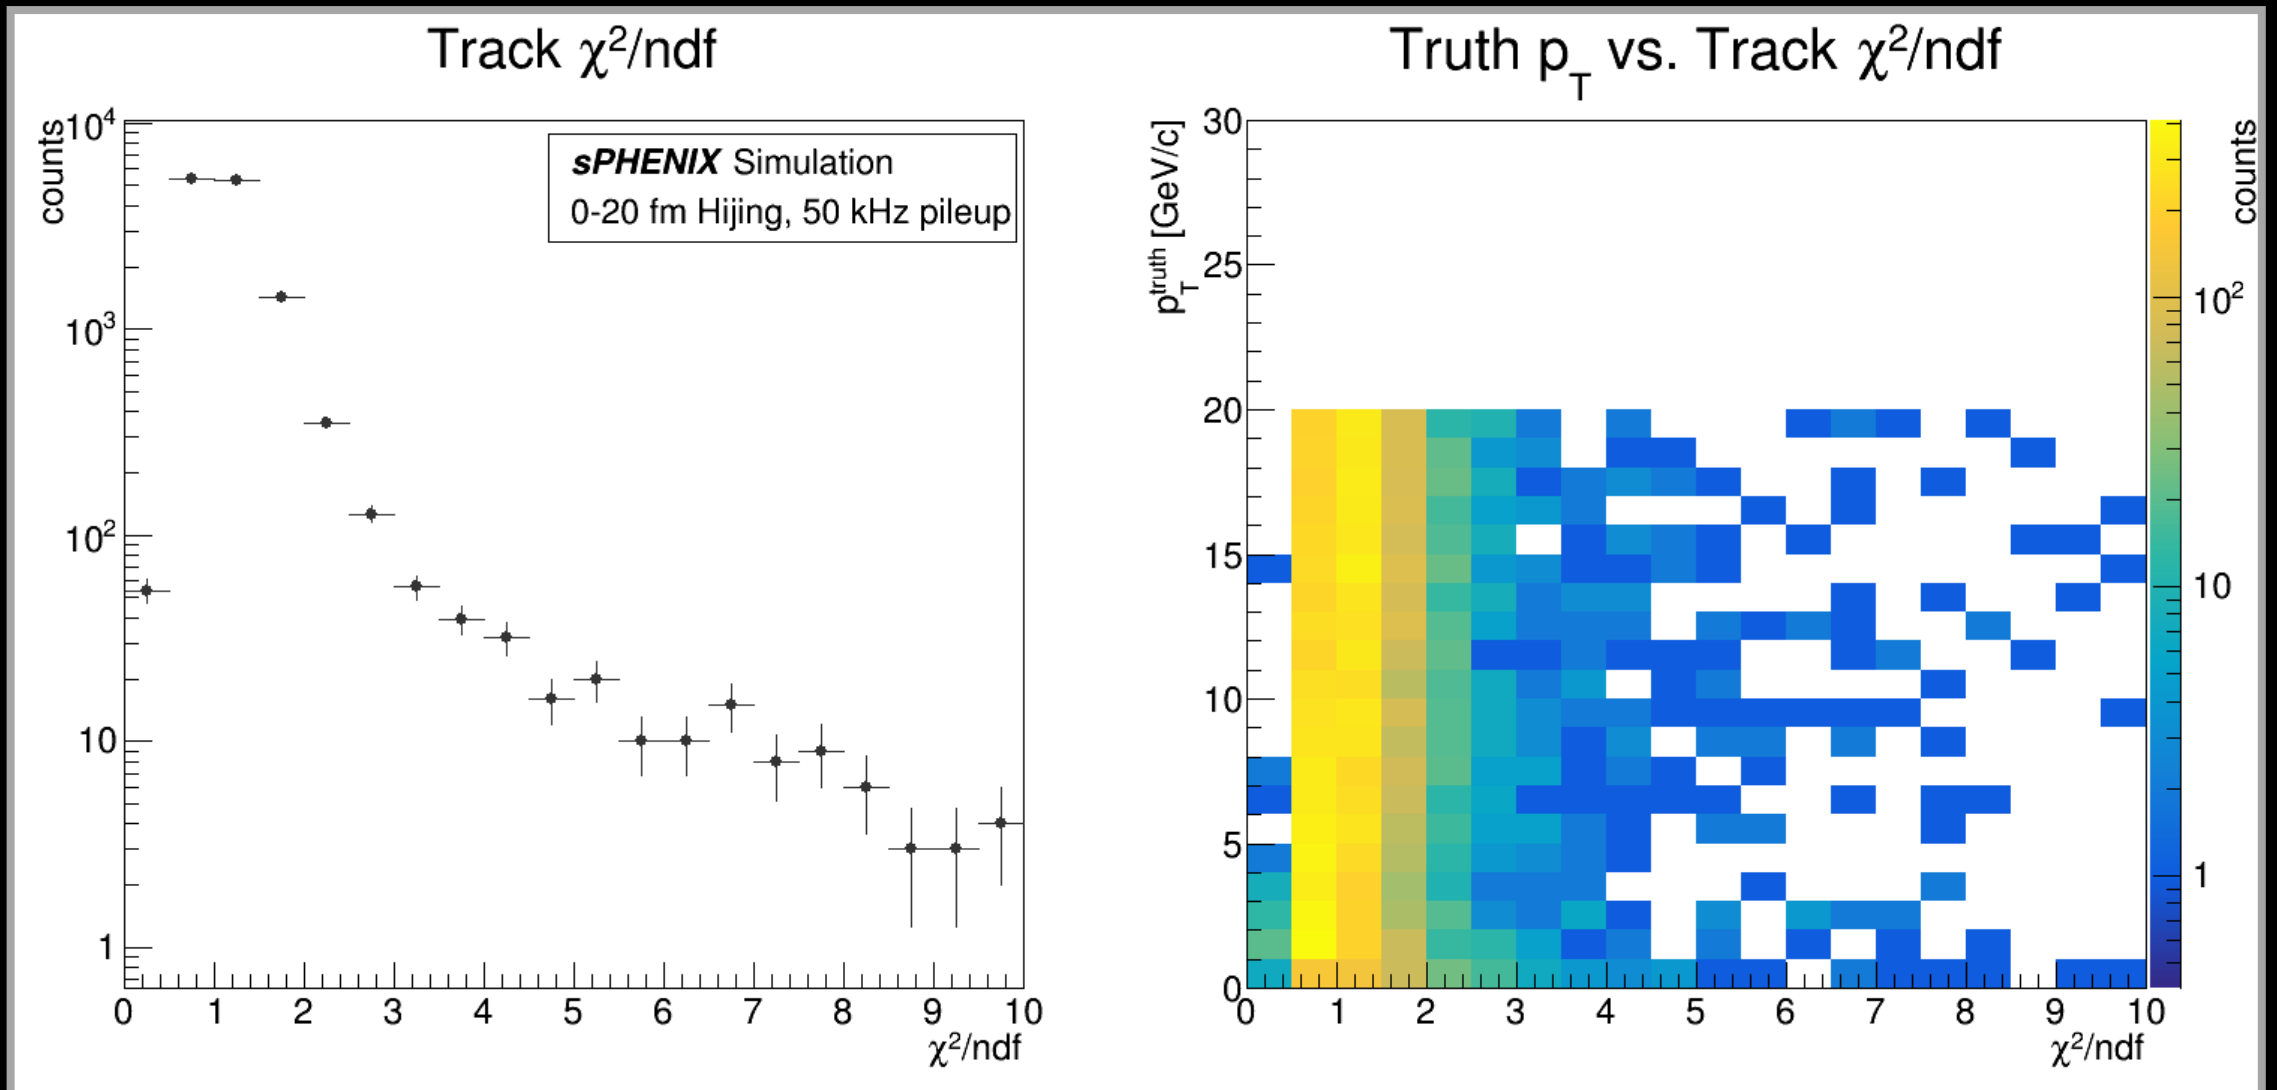 Track χ²/ndf
counts
10⁴
10³
10²
10
1
sPHENIX Simulation
0-20 fm Hijing, 50 kHz pileup
0 1 2 3 4 5 6 7 8 9 10
χ²/ndf
Truth p_T vs. Track χ²/ndf
p_T^truth [GeV/c]
30
25
20
15
10
5
0
0 1 2 3 4 5 6 7 8 9 10
χ²/ndf
counts
10²
10
1